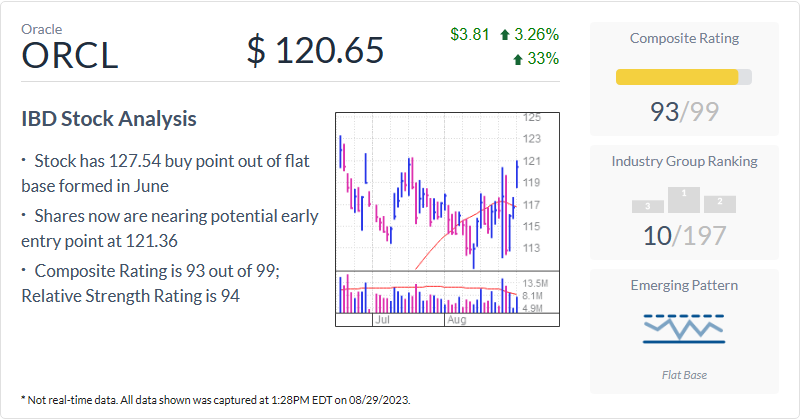 Oracle
ORCL
$ 120.65
$3.81 3.26%
33%
IBD Stock Analysis
· Stock has 127.54 buy point out of flat
base formed in June
· Shares now are nearing potential early
entry point at 121.36
· Composite Rating is 93 out of 99;
Relative Strength Rating is 94
125
123
121
119
117
115
113
13.5M
8.1M
4.9M
Jul
Aug
Composite Rating
93/99
Industry Group Ranking
3
1
2
10/197
Emerging Pattern
Flat Base
* Not real-time data. All data shown was captured at 1:28PM EDT on 08/29/2023.